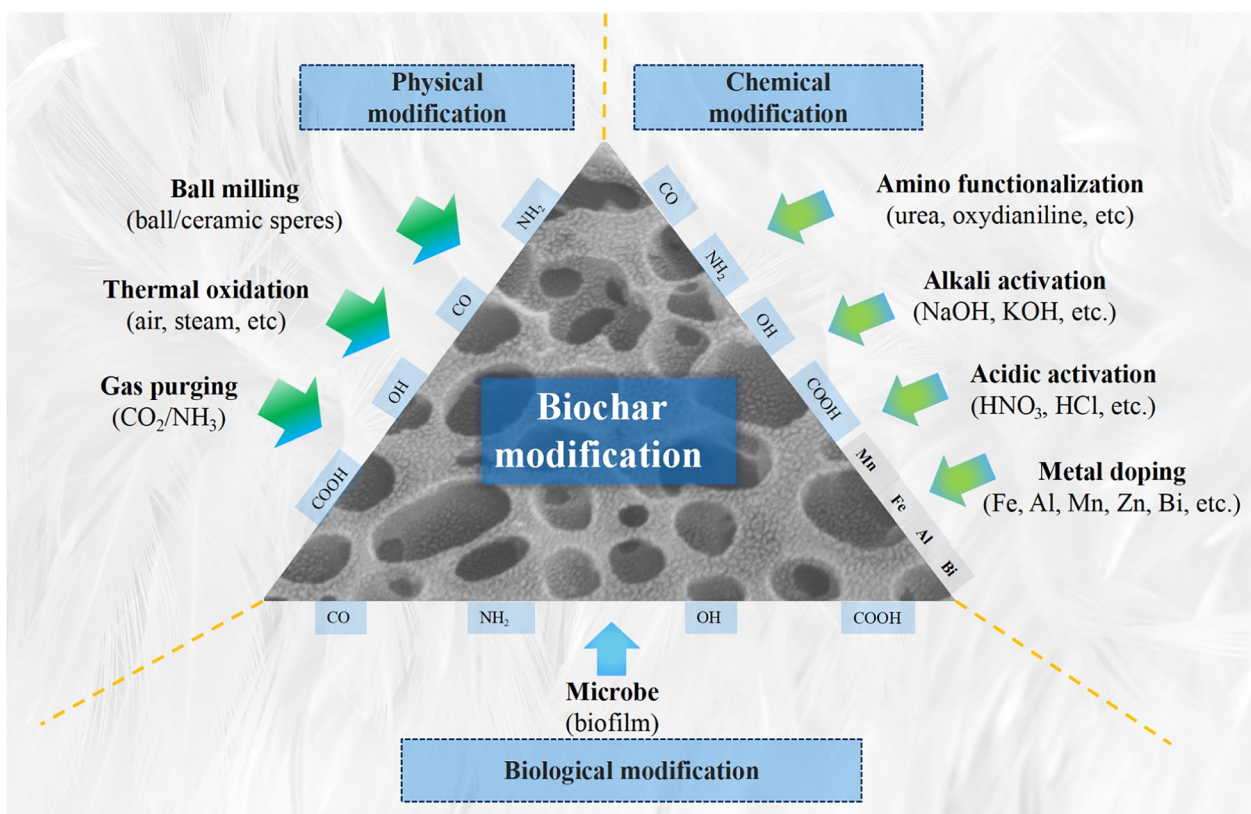 Physical
modification
Chemical
modification
Ball milling
(ball/ceramic speres)
Thermal oxidation
(air, steam, etc)
Gas purging
(CO₂/NH₃)
NH₂
CO
OH
COOH
Biochar
modification
CO
NH₂
OH
COOH
Mn
Fe
Al
Bi
Amino functionalization
(urea, oxydianiline, etc)
Alkali activation
(NaOH, KOH, etc.)
Acidic activation
(HNO₃, HCl, etc.)
Metal doping
(Fe, Al, Mn, Zn, Bi, etc.)
CO
NH₂
OH
COOH
Microbe
(biofilm)
Biological modification